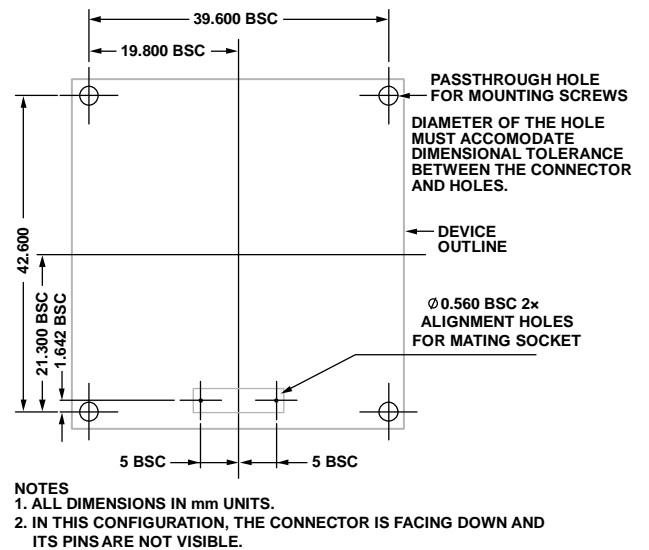 39.600 BSC
19.800 BSC
PASSTHROUGH HOLE
FOR MOUNTING SCREWS
DIAMETER OF THE HOLE
MUST ACCOMODATE
DIMENSIONAL TOLERANCE
BETWEEN THE CONNECTOR
AND HOLES.
DEVICE
OUTLINE
42.600
21.300 BSC
1.642 BSC
Ø0.560 BSC 2×
ALIGNMENT HOLES
FOR MATING SOCKET
5 BSC
5 BSC
NOTES
1. ALL DIMENSIONS IN mm UNITS.
2. IN THIS CONFIGURATION, THE CONNECTOR IS FACING DOWN AND
ITS PINS ARE NOT VISIBLE.